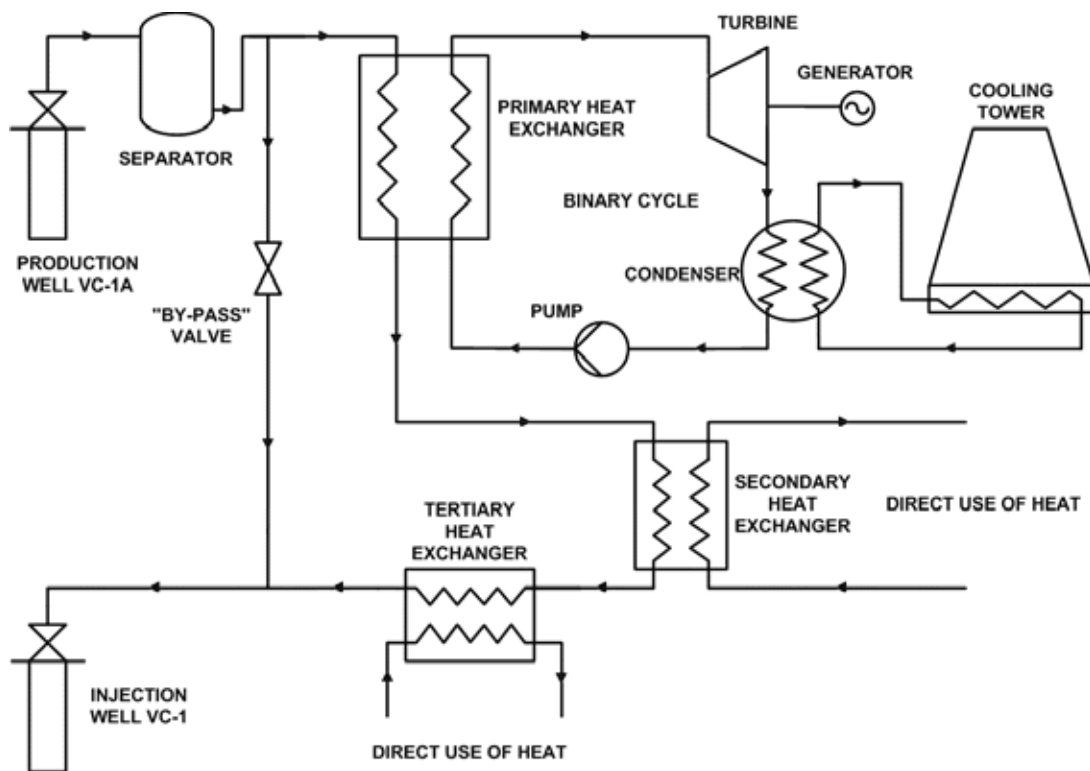 TURBINE
GENERATOR
COOLING
TOWER
PRIMARY HEAT
EXCHANGER
SEPARATOR
BINARY CYCLE
PRODUCTION
WELL VC-1A
CONDENSER
"BY-PASS"
VALVE
PUMP
SECONDARY
HEAT
EXCHANGER
DIRECT USE OF HEAT
TERTIARY
HEAT
EXCHANGER
INJECTION
WELL VC-1
DIRECT USE OF HEAT